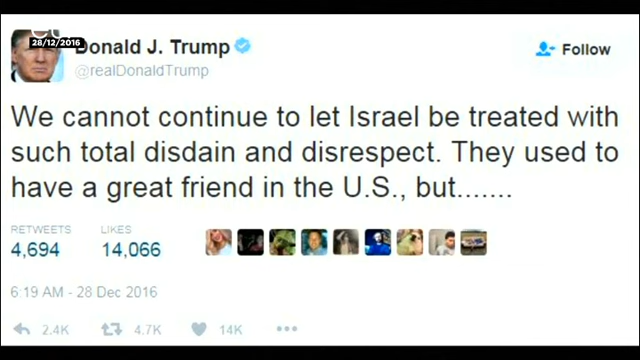 28/12/2016
Donald J. Trump
@realDonaldTrump
Follow
We cannot continue to let Israel be treated with
such total disdain and disrespect. They used to
have a great friend in the U.S., but.......
RETWEETS LIKES
4,694 14,066
6:19 AM - 28 Dec 2016
2.4K 4.7K 14K